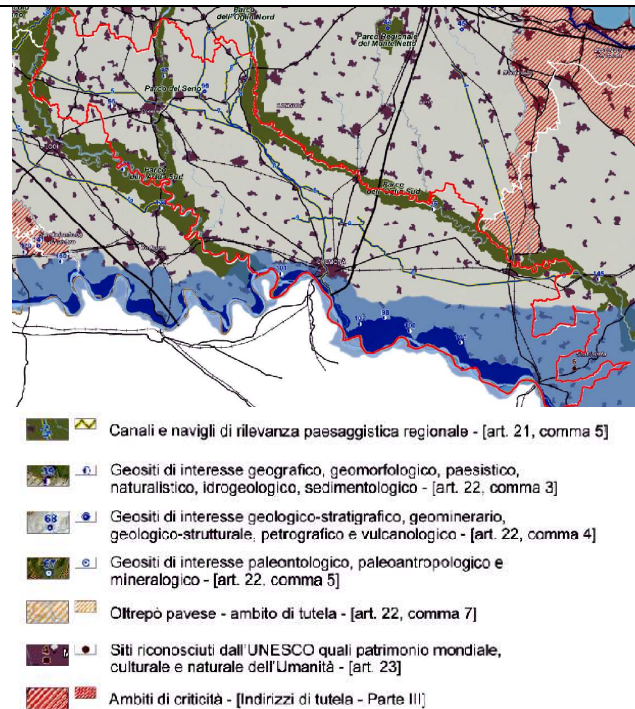 Parco
dell'Oglio Nord
Parco Regionale
del Monte Netto
Parco del Serio
Parco
dell'Adda Sud
Parco
dell'Oglio Sud
98
Canali e navigli di rilevanza paesaggistica regionale - [art. 21, comma 5]
Geositi di interesse geografico, geomorfologico, paesistico,
naturalistico, idrogeologico, sedimentologico - [art. 22, comma 3]
68
Geositi di interesse geologico-stratigrafico, geominerario,
geologico-strutturale, petrografico e vulcanologico - [art. 22, comma 4]
Geositi di interesse paleontologico, paleoantropologico e
mineralogico - [art. 22, comma 5]
Oltrepò pavese - ambito di tutela - [art. 22, comma 7]
Siti riconosciuti dall'UNESCO quali patrimonio mondiale,
culturale e naturale dell'Umanità - [art. 23]
Ambiti di criticità - [Indirizzi di tutela - Parte III]